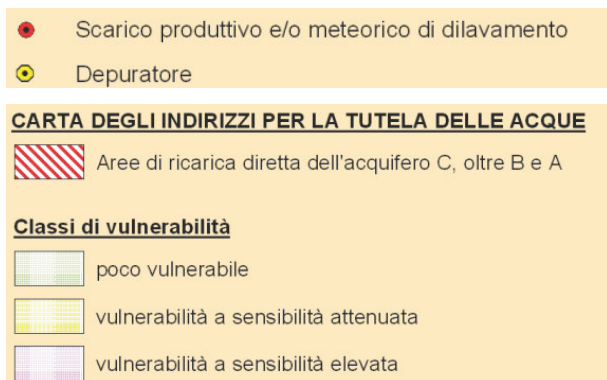 Scarico produttivo e/o meteorico di dilavamento
Depuratore
CARTA DEGLI INDIRIZZI PER LA TUTELA DELLE ACQUE
Aree di ricarica diretta dell'acquifero C, oltre B e A
Classi di vulnerabilità
poco vulnerabile
vulnerabilità a sensibilità attenuata
vulnerabilità a sensibilità elevata